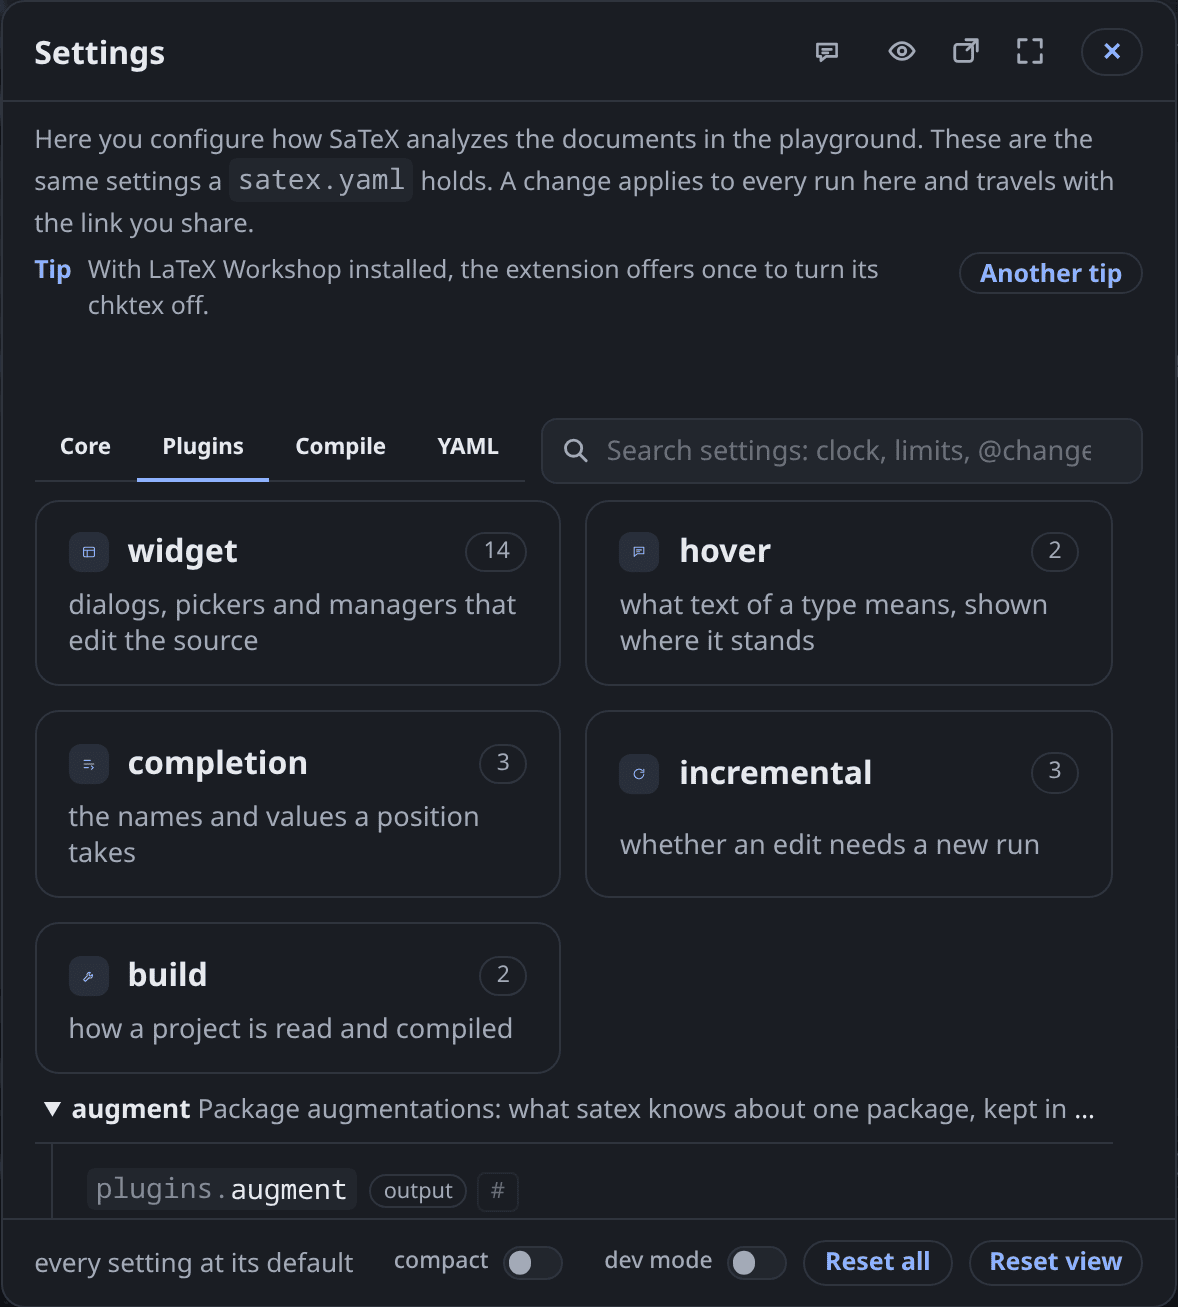 Settings
Here you configure how SaTeX analyzes the documents in the playground. These are the
same settings a satex.yaml holds. A change applies to every run here and travels with
the link you share.
Tip With LaTeX Workshop installed, the extension offers once to turn its
chktex off.
Another tip
Core Plugins Compile YAML
Search settings: clock, limits, @change
widget 14
dialogs, pickers and managers that
edit the source
hover 2
what text of a type means, shown
where it stands
completion 3
the names and values a position
takes
incremental 3
whether an edit needs a new run
build 2
how a project is read and compiled
augment Package augmentations: what satex knows about one package, kept in ...
plugins.augment output #
every setting at its default compact dev mode Reset all Reset view